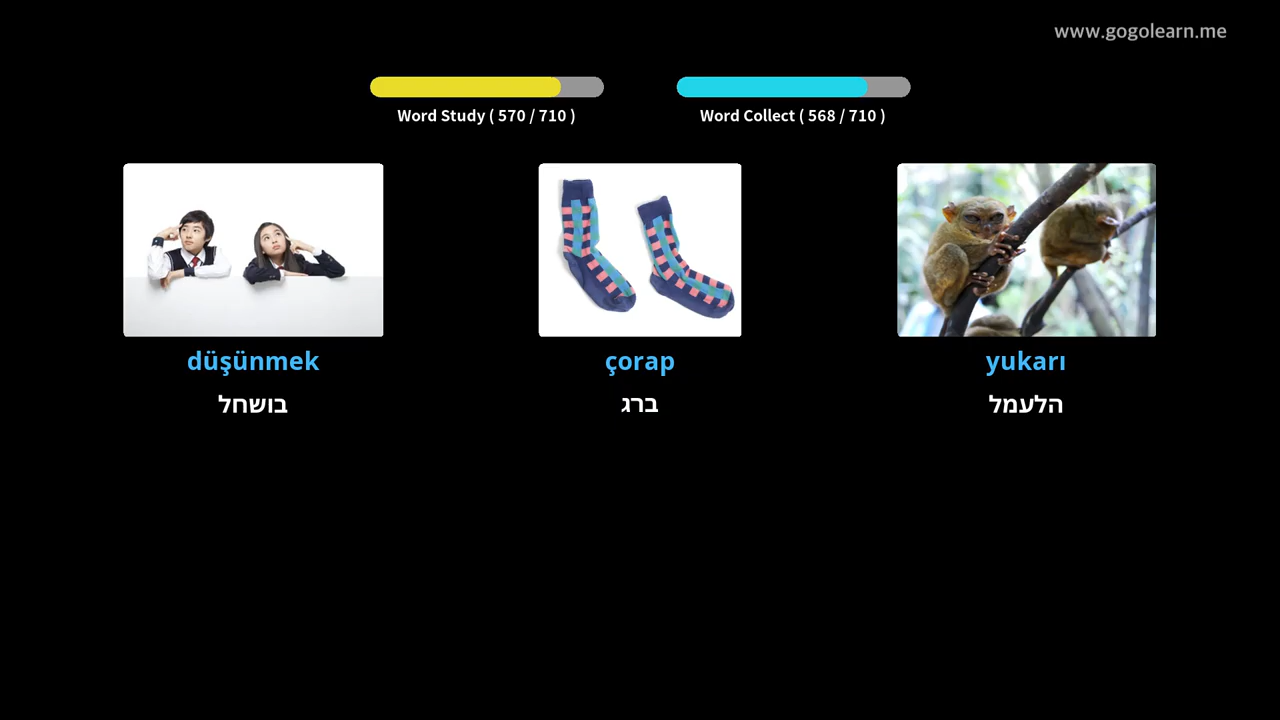 www.gogolearn.me
Word Study ( 570 / 710 )
Word Collect ( 568 / 710 )
düşünmek
çorap
yukarı
בושחל
ברג
הלעמל